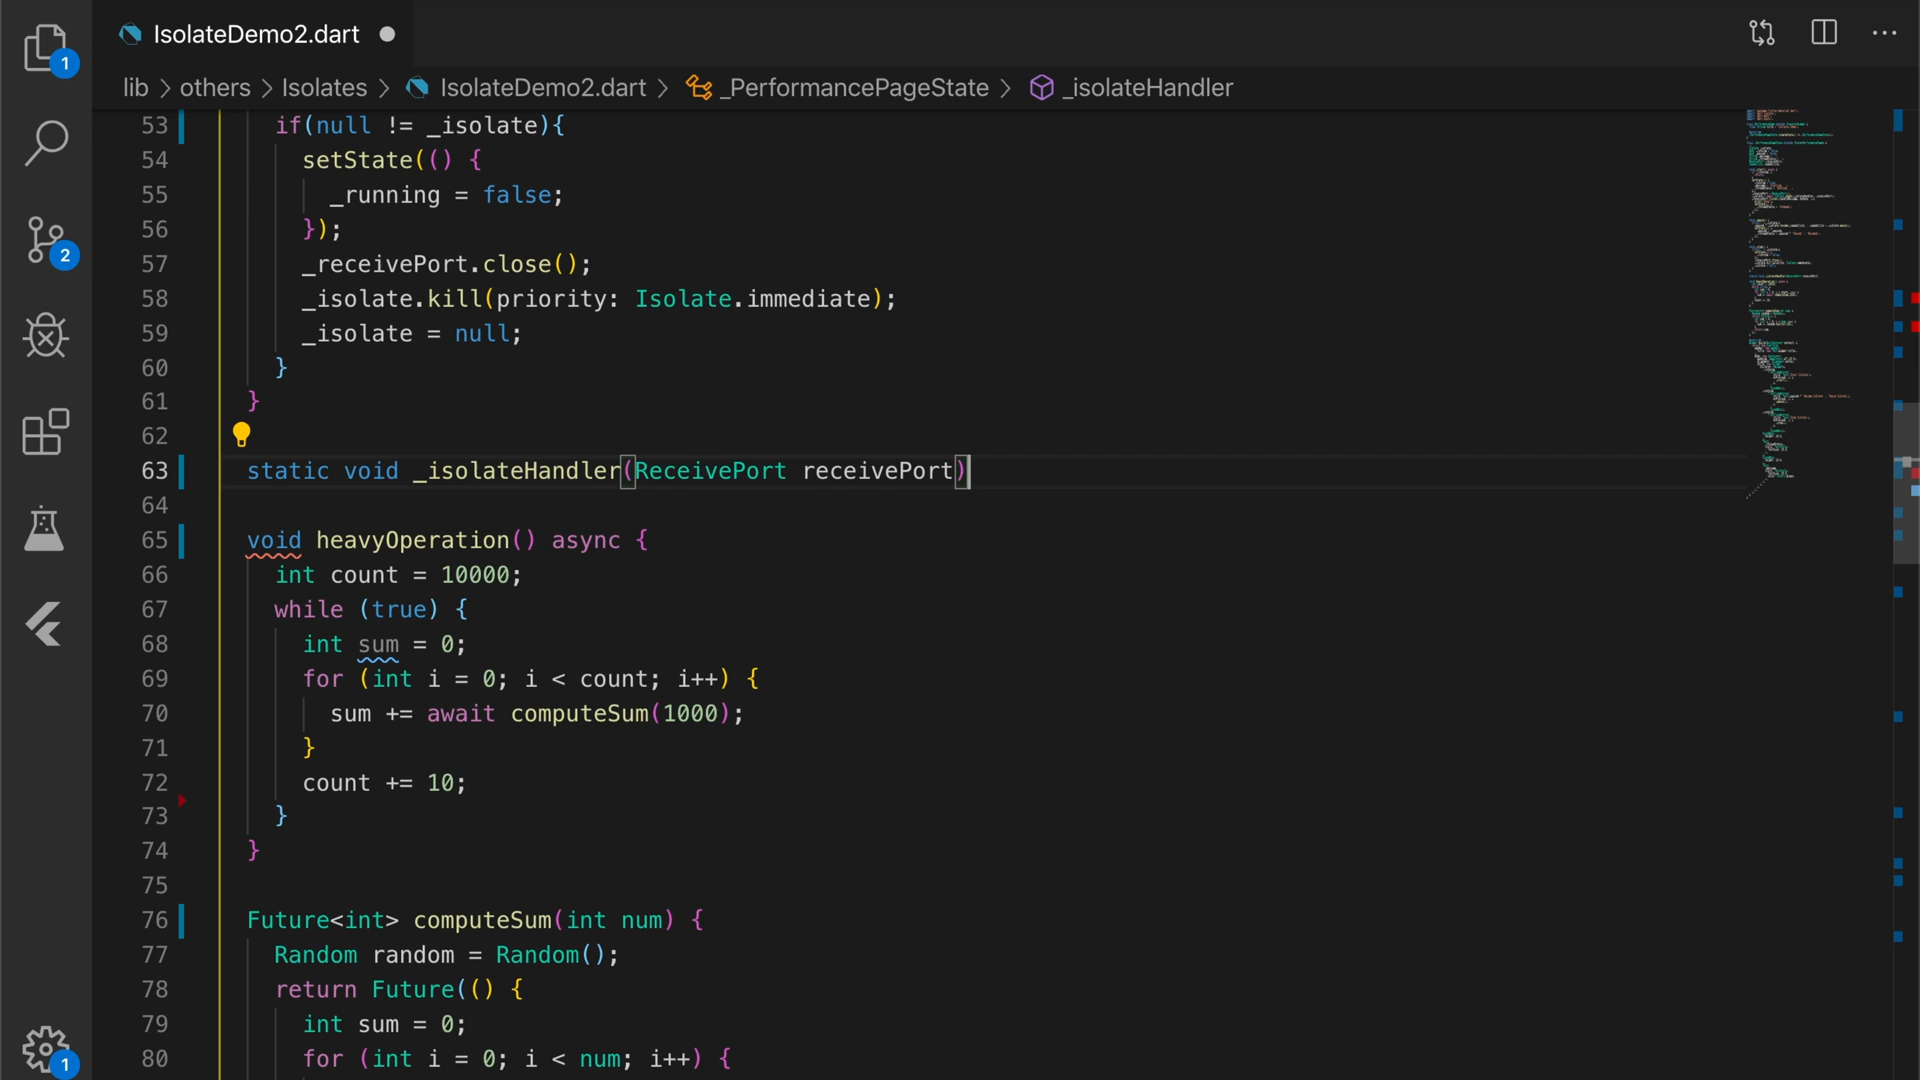 IsolateDemo2.dart
lib > others > Isolates > IsolateDemo2.dart > _PerformancePageState > _isolateHandler
53 if(null != _isolate){
54 setState(() {
55 _running = false;
56 });
57 _receivePort.close();
58 _isolate.kill(priority: Isolate.immediate);
59 _isolate = null;
60 }
61 }
62
63 static void _isolateHandler(ReceivePort receivePort)
64
65 void heavyOperation() async {
66 int count = 10000;
67 while (true) {
68 int sum = 0;
69 for (int i = 0; i < count; i++) {
70 sum += await computeSum(1000);
71 }
72 count += 10;
73 }
74 }
75
76 Future<int> computeSum(int num) {
77 Random random = Random();
78 return Future(() {
79 int sum = 0;
80 for (int i = 0; i < num; i++) {
1
2
1